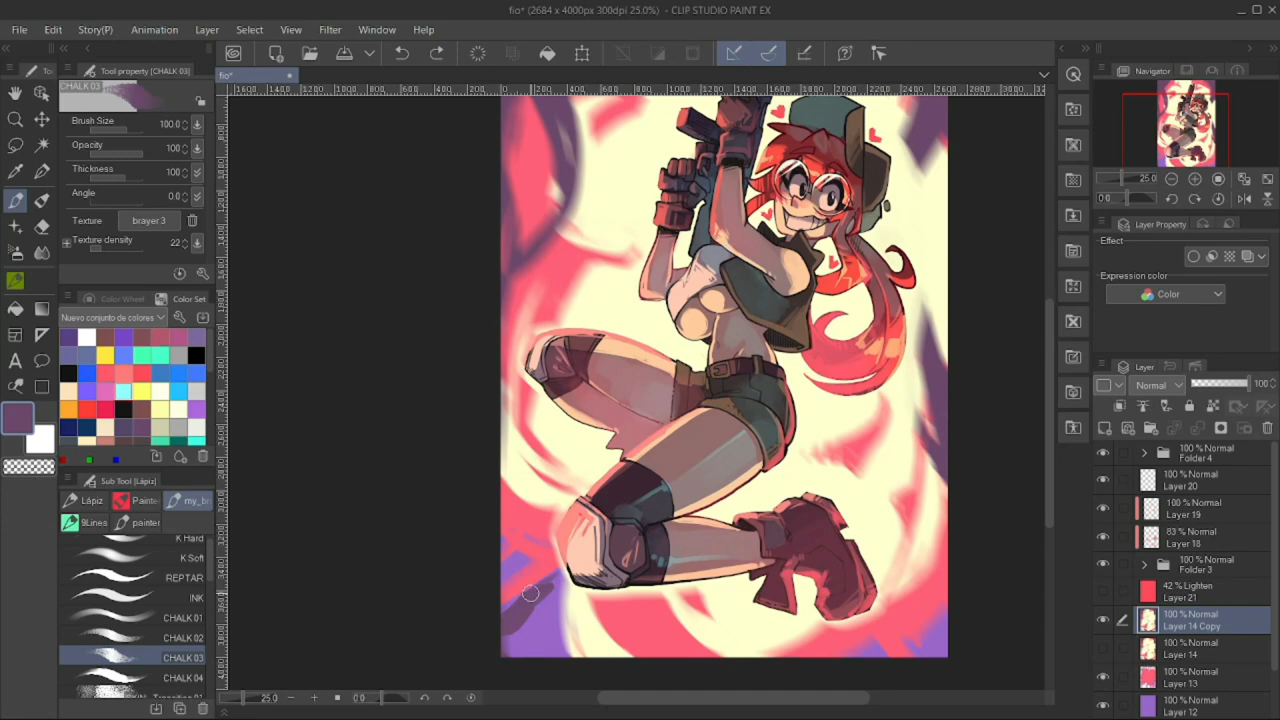 fio* (2684 x 4000px 300dpi 25.0%) - CLIP STUDIO PAINT EX
File Edit Story(P) Animation Layer Select View Filter Window Help
Tool property [CHALK 03]
fio*
Navigator
CHALK 03
Brush Size 100.0
Opacity 100
Thickness 100
Angle 0.0
Texture brayer 3
Texture density 22
25.0
0.0
Layer Property
Effect
Expression color
Color
Color Wheel Color Set
Nuevo conjunto de colores
Layer
Normal 100
100 % Normal
Folder 4
100 % Normal
Layer 20
100 % Normal
Layer 19
83 % Normal
Layer 18
100 % Normal
Folder 3
42 % Lighten
Layer 21
100 % Normal
Layer 14 Copy
100 % Normal
Layer 14
100 % Normal
Layer 13
100 % Normal
Layer 12
Sub Tool [Lápiz]
Lápiz Painte my_br
9Lines painter
K Hard
K Soft
REPTAR
INK
CHALK 01
CHALK 02
CHALK 03
CHALK 04
25.0 0.0